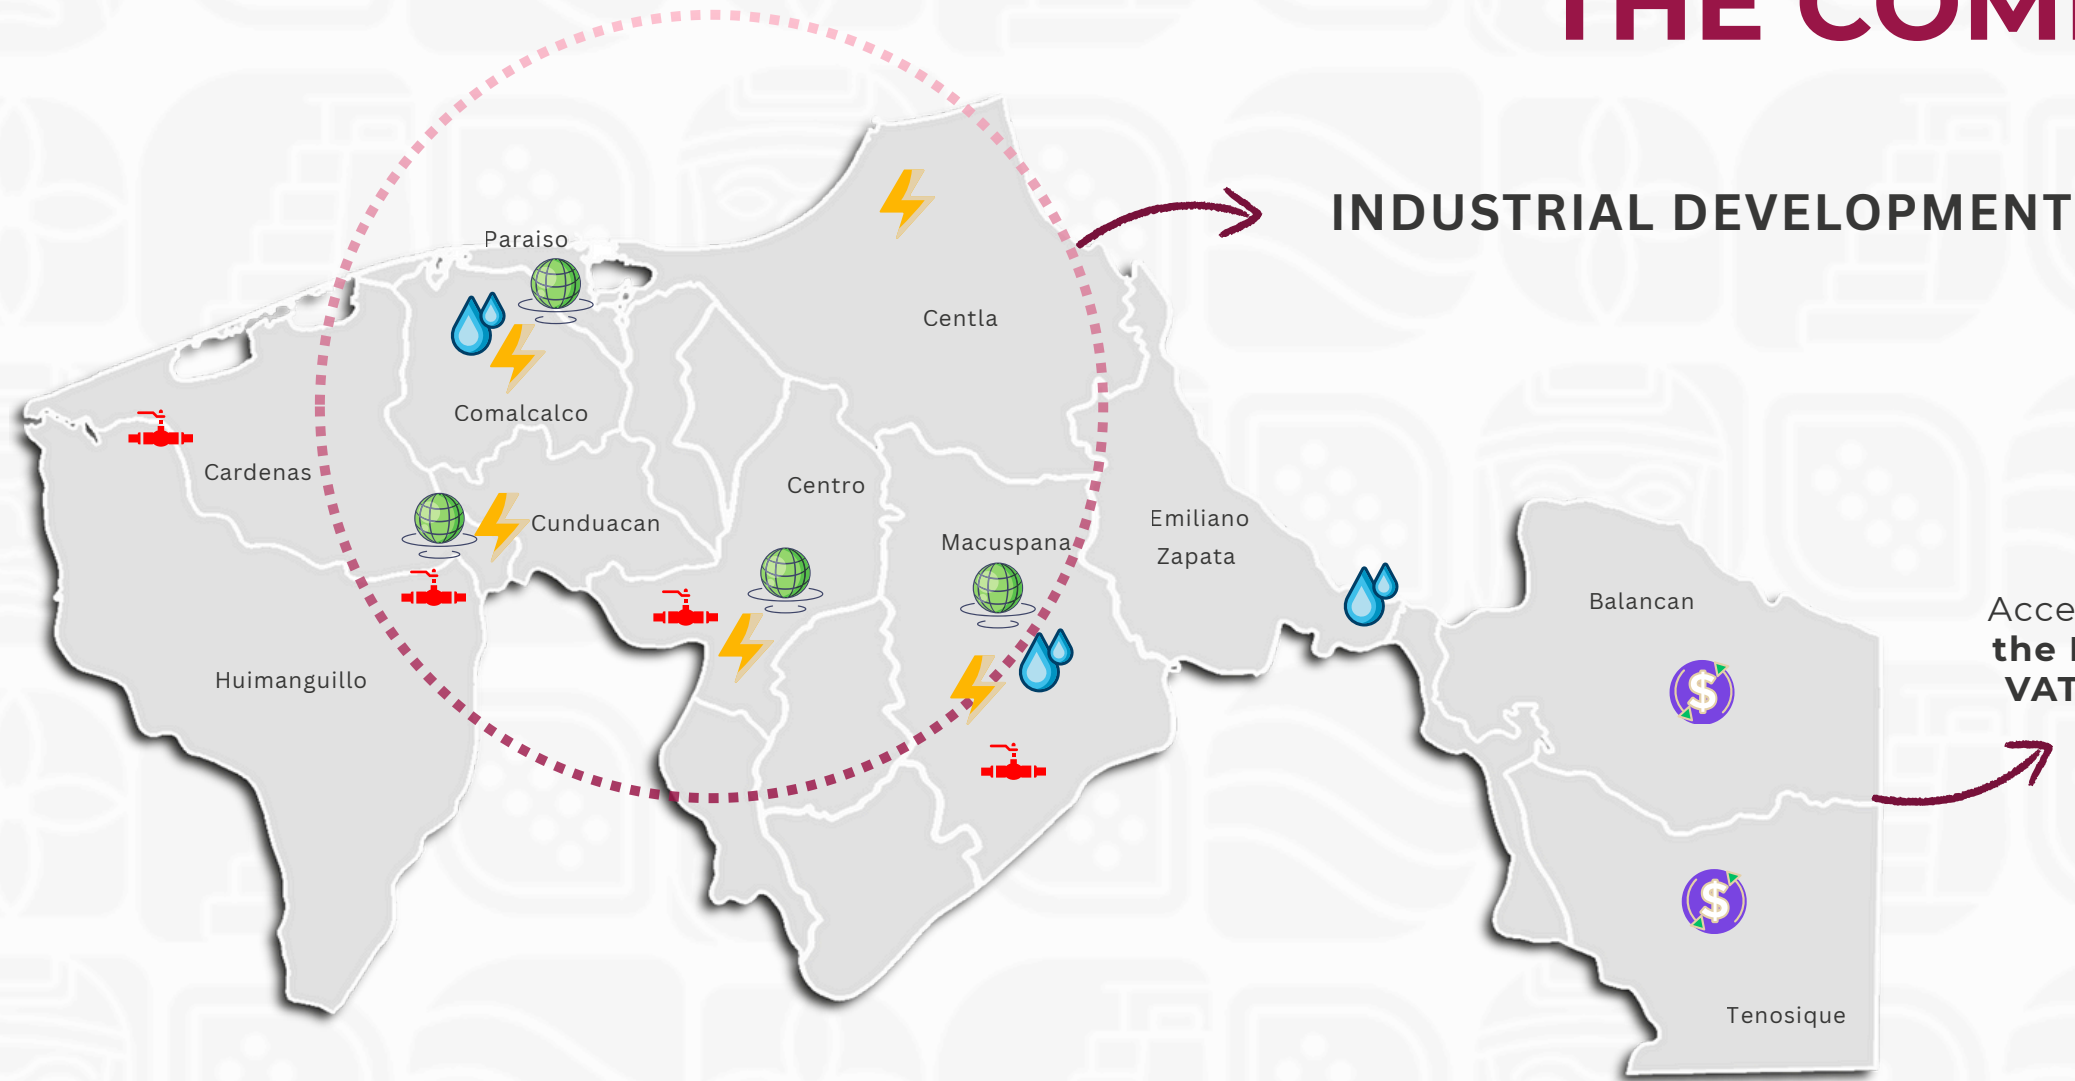 THE COM
INDUSTRIAL DEVELOPMENT
Paraiso
Centla
Comalcalco
Cardenas
Centro
Cunduacan
Macuspana
Emiliano
Zapata
Balancan
Huimanguillo
Tenosique
Acce
the
VAT